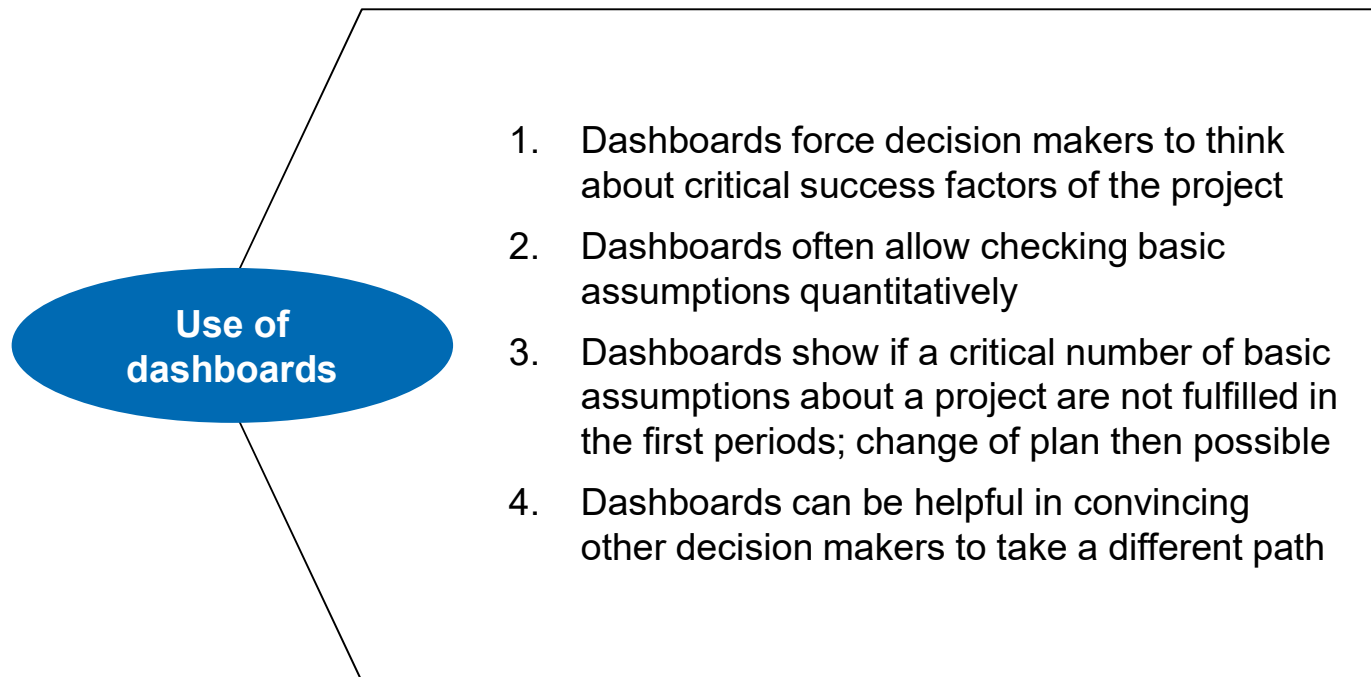 Use of
dashboards
1. Dashboards force decision makers to think
about critical success factors of the project
2. Dashboards often allow checking basic
assumptions quantitatively
3. Dashboards show if a critical number of basic
assumptions about a project are not fulfilled in
the first periods; change of plan then possible
4. Dashboards can be helpful in convincing
other decision makers to take a different path